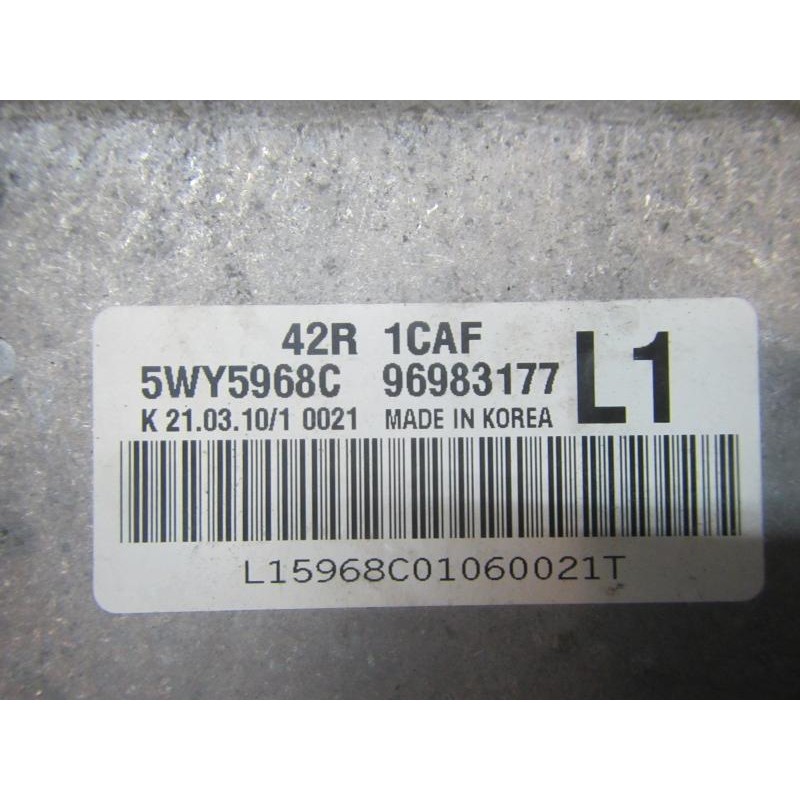 42R 1CAF
5WY5968C 96983177 L1
K 21.03.10/1 0021 MADE IN KOREA
L15968C01060021T